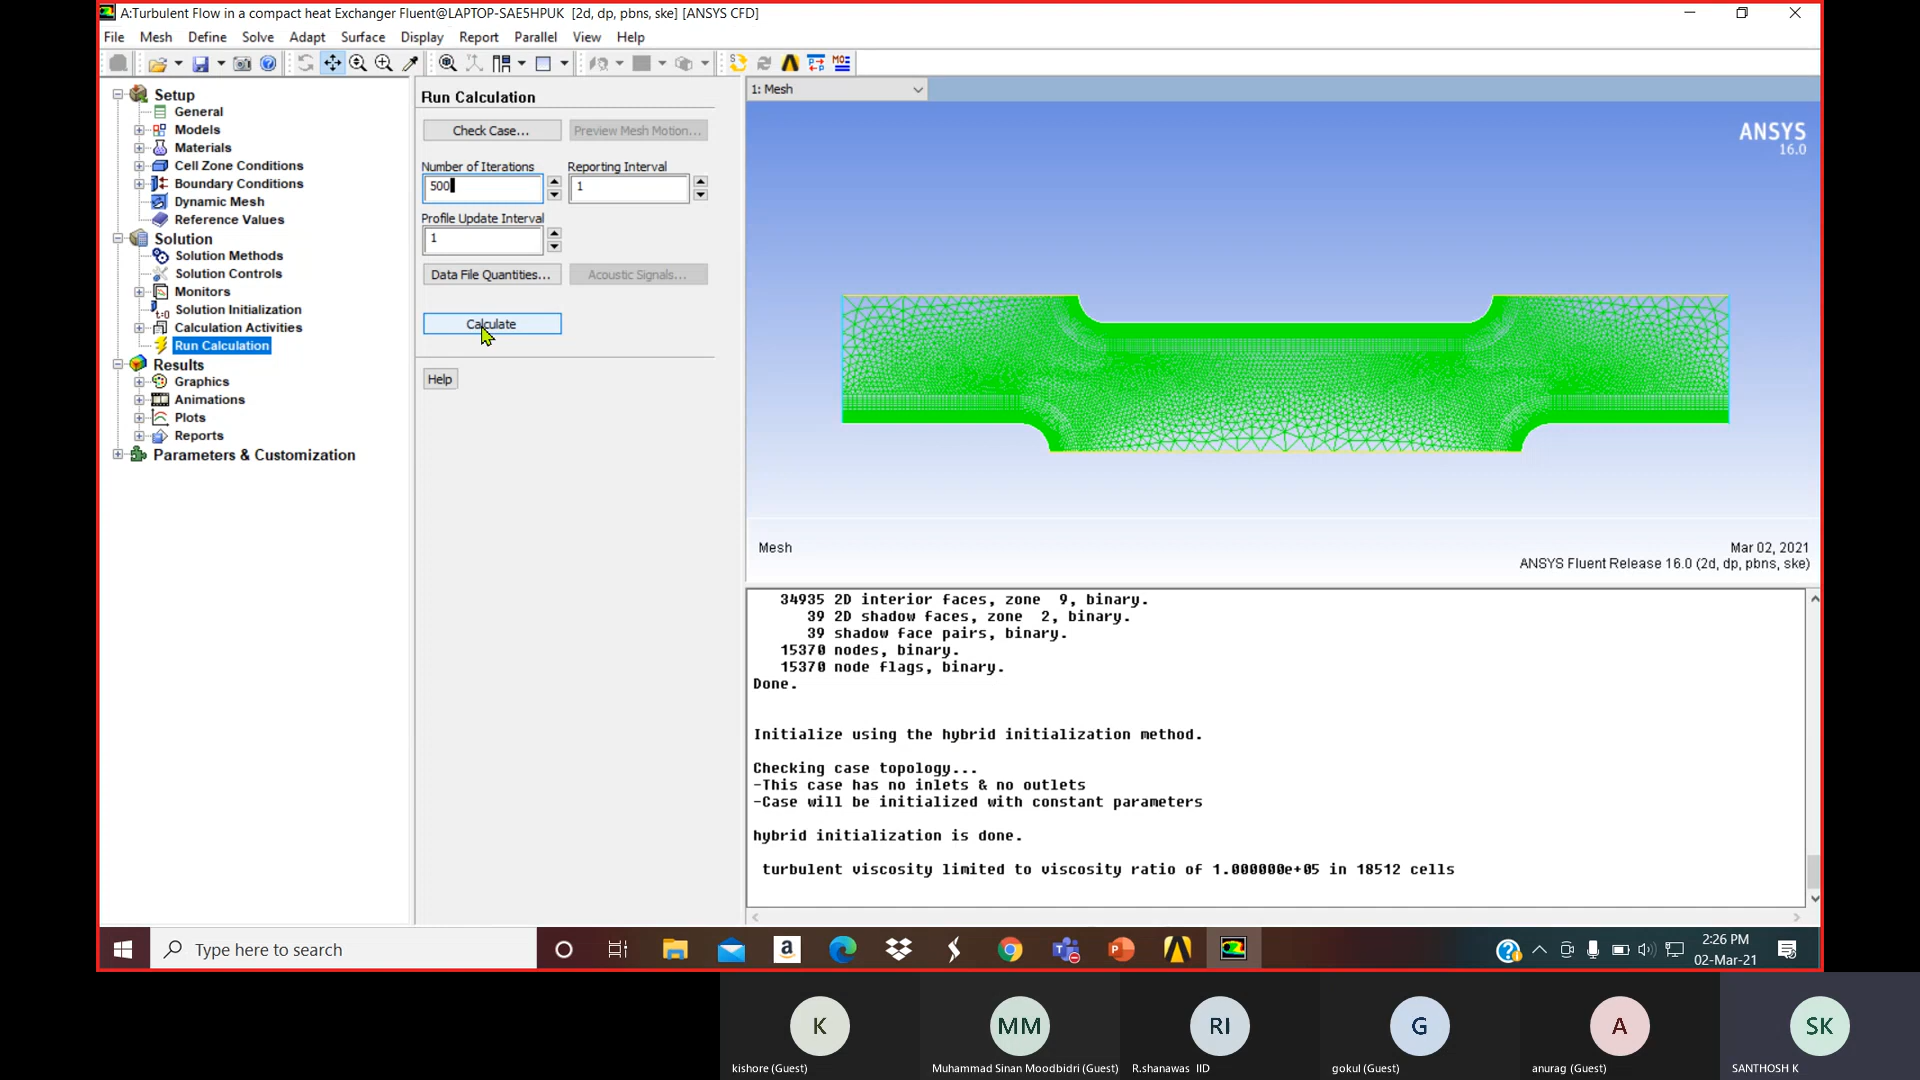 A:Turbulent Flow in a compact heat Exchanger Fluent@LAPTOP-SAE5HPUK [2d, dp, pbns, ske] [ANSYS CFD]
File Mesh Define Solve Adapt Surface Display Report Parallel View Help
Setup
General
Models
Materials
Cell Zone Conditions
Boundary Conditions
Dynamic Mesh
Reference Values
Solution
Solution Methods
Solution Controls
Monitors
Solution Initialization
Calculation Activities
Run Calculation
Results
Graphics
Animations
Plots
Reports
Parameters & Customization
Run Calculation
Check Case... Preview Mesh Motion...
Number of Iterations Reporting Interval
500 1
Profile Update Interval
1
Data File Quantities... Acoustic Signals...
Calculate
Help
1: Mesh
ANSYS
16.0
Mesh
Mar 02, 2021
ANSYS Fluent Release 16.0 (2d, dp, pbns, ske)
34935 2D interior faces, zone 9, binary.
39 2D shadow faces, zone 2, binary.
39 shadow face pairs, binary.
15370 nodes, binary.
15370 node flags, binary.
Done.
Initialize using the hybrid initialization method.
Checking case topology...
-This case has no inlets & no outlets
-Case will be initialized with constant parameters
hybrid initialization is done.
turbulent viscosity limited to viscosity ratio of 1.000000e+05 in 18512 cells
Type here to search
2:26 PM
02-Mar-21
K MM RI G A SK
kishore (Guest) Muhammad Sinan Moodbidri (Guest) R.shanawas IID gokul (Guest) anurag (Guest) SANTHOSH K